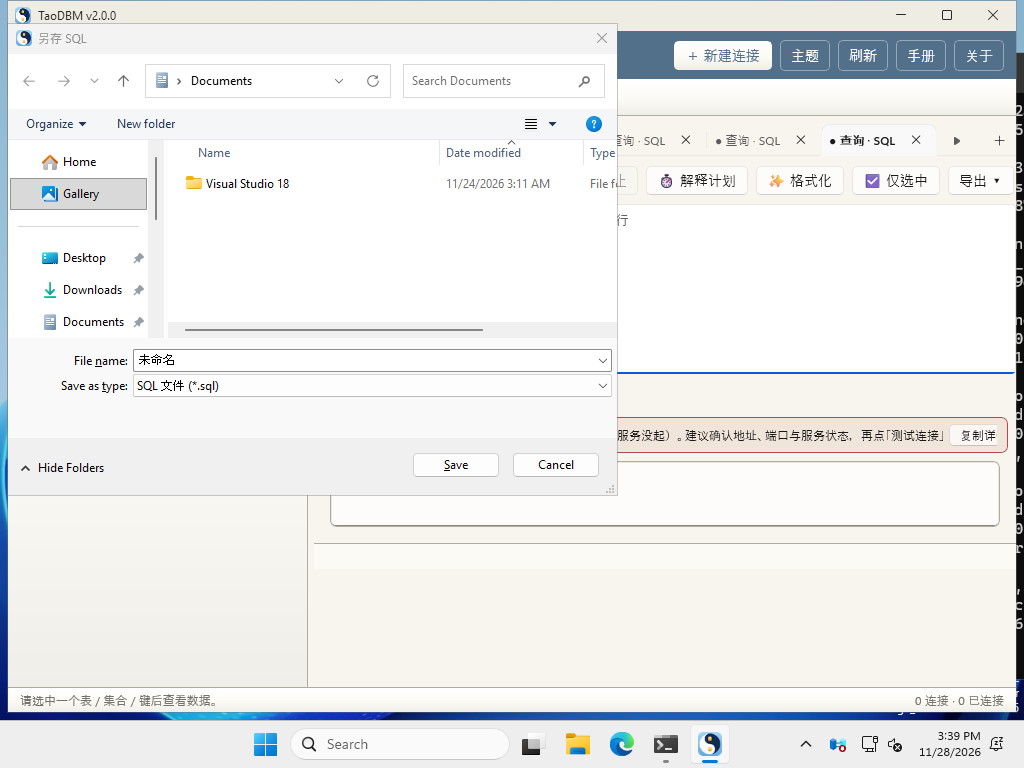 TaoDBM v2.0.0
另存 SQL
+ 新建连接
主题
刷新
手册
关于
Documents
Search Documents
Organize
New folder
Home
Gallery
Desktop
Downloads
Documents
Name
Date modified
Type
Visual Studio 18
11/24/2026 3:11 AM
File f
查询 · SQL
● 查询 · SQL
● 查询 · SQL
解释计划
格式化
仅选中
导出
行
File name:
未命名
Save as type:
SQL 文件 (*.sql)
服务没起）。建议确认地址、端口与服务状态，再点「测试连接」
复制详
Hide Folders
Save
Cancel
请选中一个表 / 集合 / 键后查看数据。
0 连接 · 0 已连接
Search
3:39 PM
11/28/2026